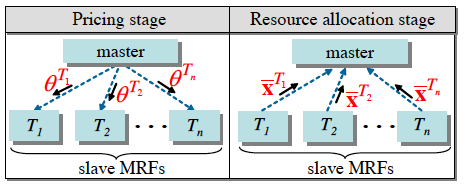 Pricing stage
Resource allocation stage
master
master
θ^T1 θ^T2 θ^Tn
x̄^T1 x̄^T2 x̄^Tn
T1 T2 ··· Tn
T1 T2 ··· Tn
slave MRFs
slave MRFs